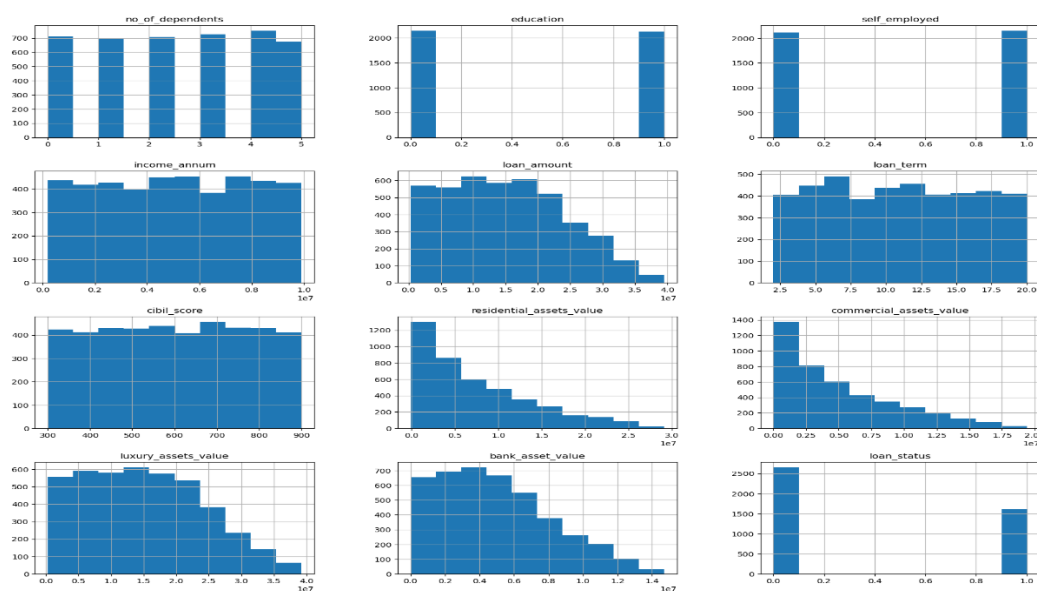 no_of_dependents
700
600
500
400
300
200
100
0
0 1 2 3 4 5
education
2000
1500
1000
500
0
0.0 0.2 0.4 0.6 0.8 1.0
self_employed
2000
1500
1000
500
0
0.0 0.2 0.4 0.6 0.8 1.0
income_annum
400
300
200
100
0
0.0 0.2 0.4 0.6 0.8 1.0
1e7
loan_amount
600
500
400
300
200
100
0
0.0 0.5 1.0 1.5 2.0 2.5 3.0 3.5 4.0
1e7
loan_term
500
400
300
200
100
0
2.5 5.0 7.5 10.0 12.5 15.0 17.5 20.0
cibil_score
400
300
200
100
0
300 400 500 600 700 800 900
residential_assets_value
1200
1000
800
600
400
200
0
0.0 0.5 1.0 1.5 2.0 2.5 3.0
1e7
commercial_assets_value
1400
1200
1000
800
600
400
200
0
0.00 0.25 0.50 0.75 1.00 1.25 1.50 1.75 2.0
1e7
luxury_assets_value
600
500
400
300
200
100
0
0.0 0.5 1.0 1.5 2.0 2.5 3.0 3.5 4.0
1e7
bank_asset_value
700
600
500
400
300
200
100
0
0.0 0.2 0.4 0.6 0.8 1.0 1.2 1.4
1e7
loan_status
2500
2000
1500
1000
500
0
0.0 0.2 0.4 0.6 0.8 1.0